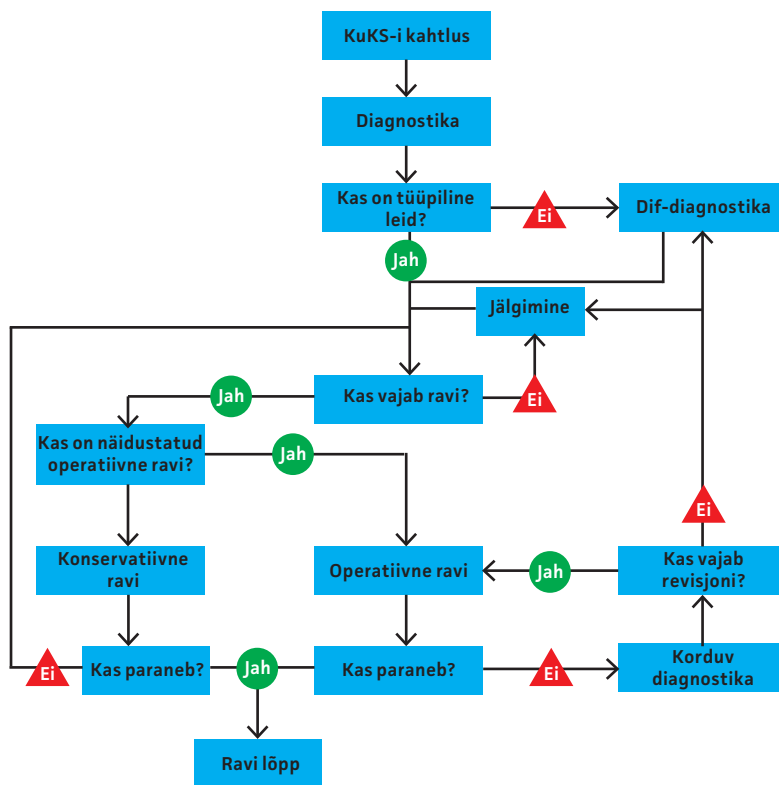 KuKS-i kahtlus
Diagnostika
Kas on tüüpiline
leid?
Ei
Dif-diagnostika
Jah
Jälgimine
Kas vajab ravi?
Jah
Ei
Kas on näidustatud
operatiivne ravi?
Jah
Ei
Konservatiivne
ravi
Operatiivne ravi
Jah
Kas vajab
revisjoni?
Ei
Kas paraneb?
Jah
Kas paraneb?
Ei
Korduv
diagnostika
Ravi lõpp